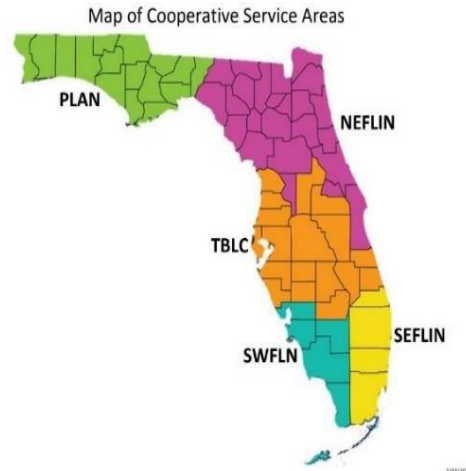 Map of Cooperative Service Areas
PLAN
NEFLIN
TBLC
SEFLIN
SWFLN